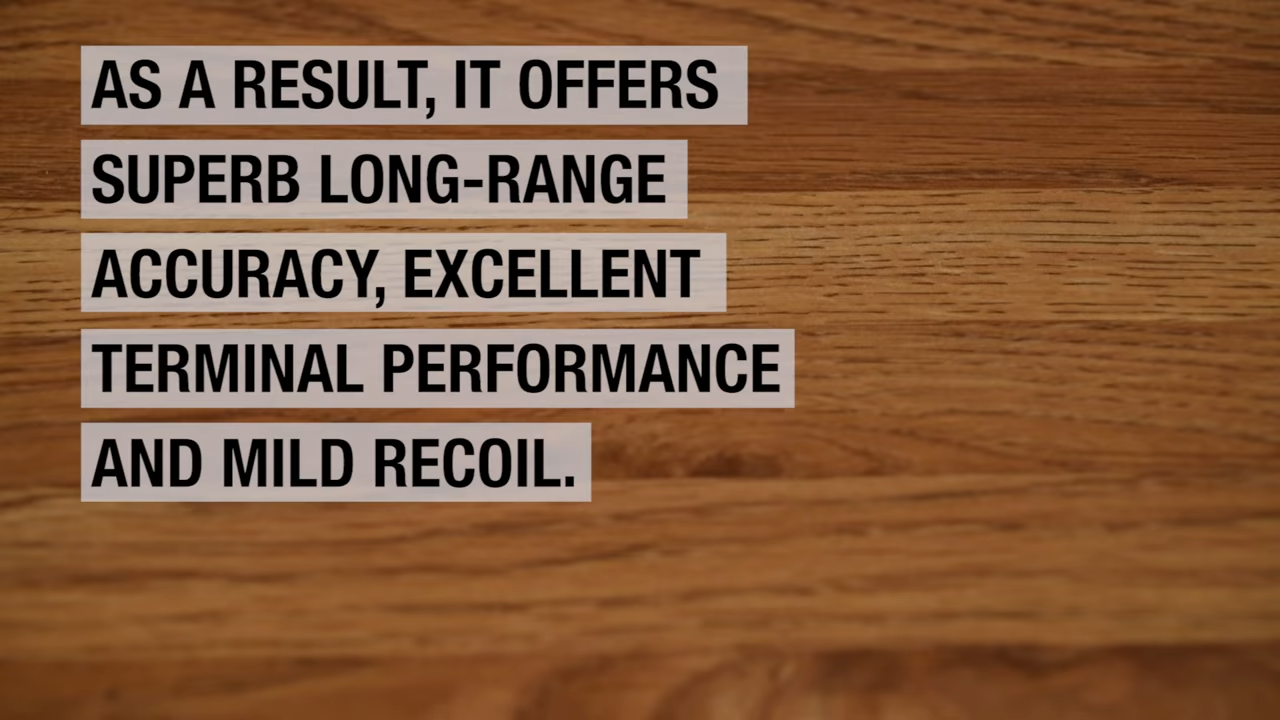 AS A RESULT, IT OFFERS
SUPERB LONG-RANGE
ACCURACY, EXCELLENT
TERMINAL PERFORMANCE
AND MILD RECOIL.